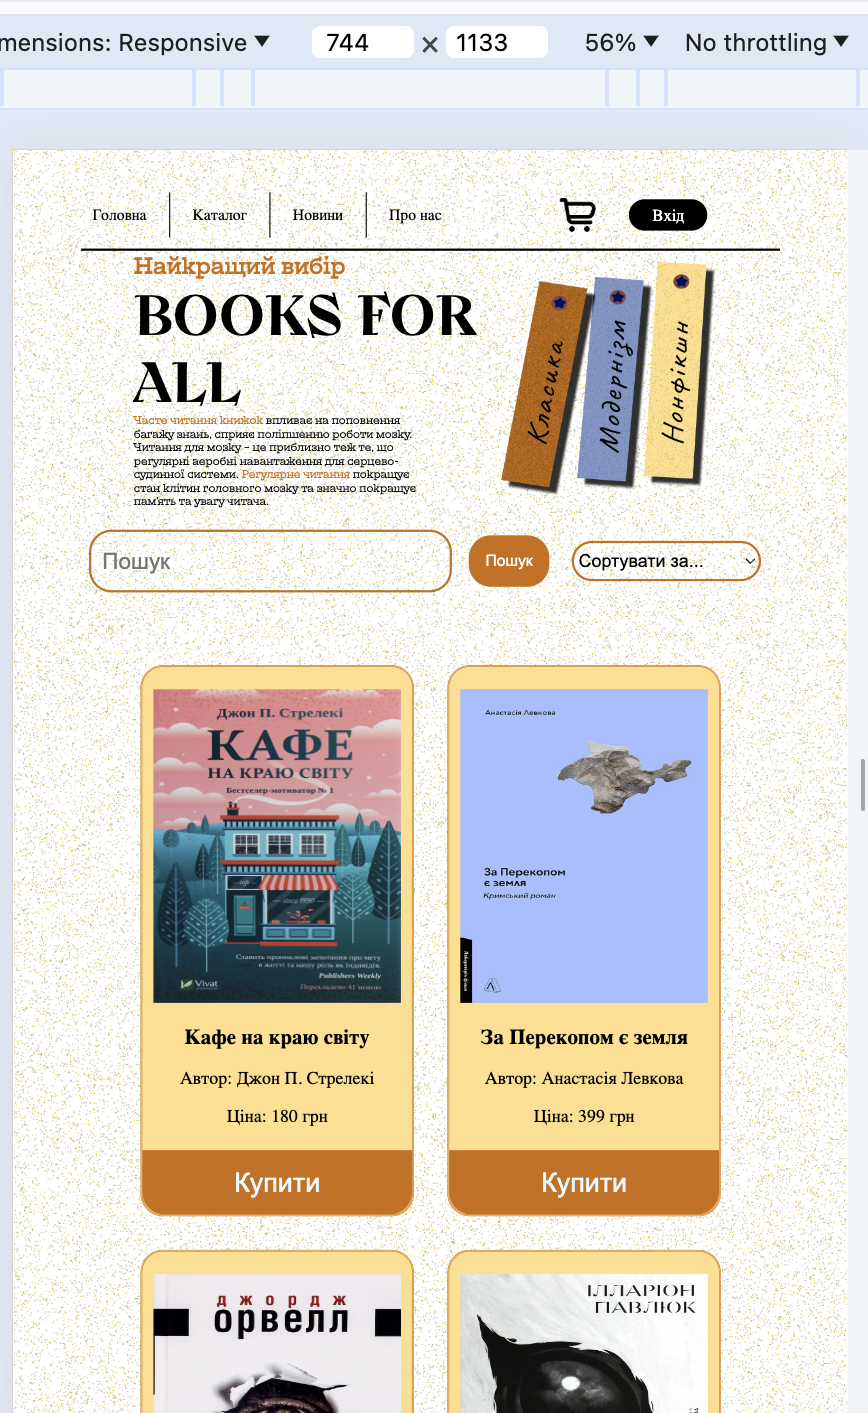 mensions: Responsive ▼ 744 × 1133 56% ▼ No throttling ▼
Головна Каталог Новини Про нас Вхід
Найкращий вибір
BOOKS FOR
ALL
Класика
Модернізм
Нонфікшн
Часте читання книжок впливає на поповнення
багажу знань, сприяє поліпшенню роботи мозку.
Читання для мозку – це приблизно теж те, що
регулярні аеробні навантаження для серцево-
судинної системи. Регулярне читання покращує
стан клітин головного мозку та значно покращує
пам'ять та увагу читача.
Пошук Пошук Сортувати за...
Джон П. Стрелекі
КАФЕ
НА КРАЮ СВІТУ
Бестселер-мотиватор № 1
cafe
since 1990
Ставить проникливі запитання про мету
в житті та нашу роль як індивідів.
Publishers Weekly
Перекладено 41 мовою
Vivat
Кафе на краю світу
Автор: Джон П. Стрелекі
Ціна: 180 грн
Купити
Анастасія Левкова
За Перекопом
є земля
Кримський роман
За Перекопом є земля
Автор: Анастасія Левкова
Ціна: 399 грн
Купити
ДЖОРДЖ
ОРВЕЛЛ
ІЛЛАРІОН
ПАВЛЮК